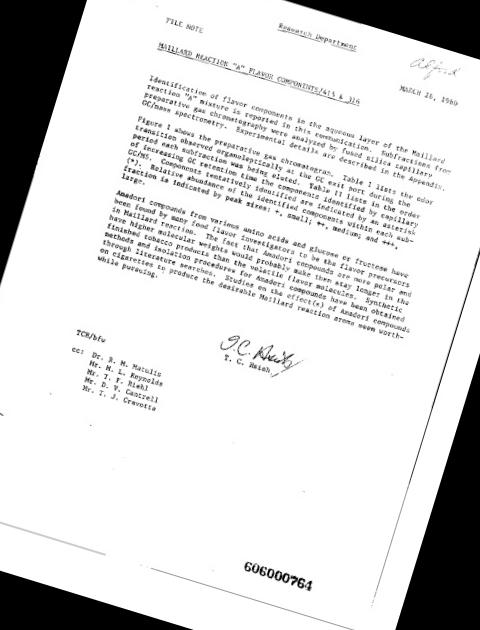 FILE NOTE
Research Department
MARCH 26, 1980
MAILLARD REACTION "A" FLAVOR COMPONENTS/415 & 316
Identification of flavor components in the aqueous layer of the Maillard
reaction "A" mixture is reported in this communication. Subfractions from
preparative gas chromatography were analyzed by fused silica capillary
GC/mass spectrometry. Experimental details are described in the Appendix.
Figure 1 shows the preparative gas chromatogram. Table I lists the odor
transition observed organoleptically at the GC exit port during the
period each subfraction was being eluted. Table II lists in the order
of increasing GC retention time the components identified by capillary
GC/MS. Components tentatively identified are indicated by an asterisk
(*). Relative abundance of the identified components within each sub-
fraction is indicated by peak sizes: +, small; ++, medium; and +++,
large.
Amadori compounds from various amino acids and glucose or fructose have
been found by many food flavor investigators to be the flavor precursors
in Maillard reaction. The fact that Amadori compounds are more polar and
have higher molecular weights would probably make them stay longer in the
finished tobacco products than the volatile flavor molecules. Synthetic
methods and isolation procedures for Amadori compounds have been obtained
through literature searches. Studies on the effect(s) of Amadori compounds
on cigarettes to produce the desirable Maillard reaction aroma seem worth-
while pursuing.
T. C. Hsieh
TCH/bfw
cc: Dr. R. M. Matulis
Mr. M. L. Reynolds
Mr. T. F. Riehl
Mr. D. V. Cantrell
Mr. T. J. Cravotta
606000764